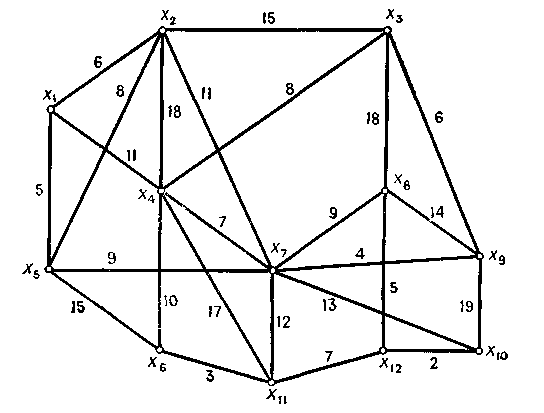 X₂ 15 X₃
6 8 11 8 6
X₁ 18 18
11
5 X₄ X₈
7 9 14
X₅ 9 X₇ 4 X₉
15 10 17 12 13 5 19
X₆ 3 7 X₁₂ 2 X₁₀
X₁₁